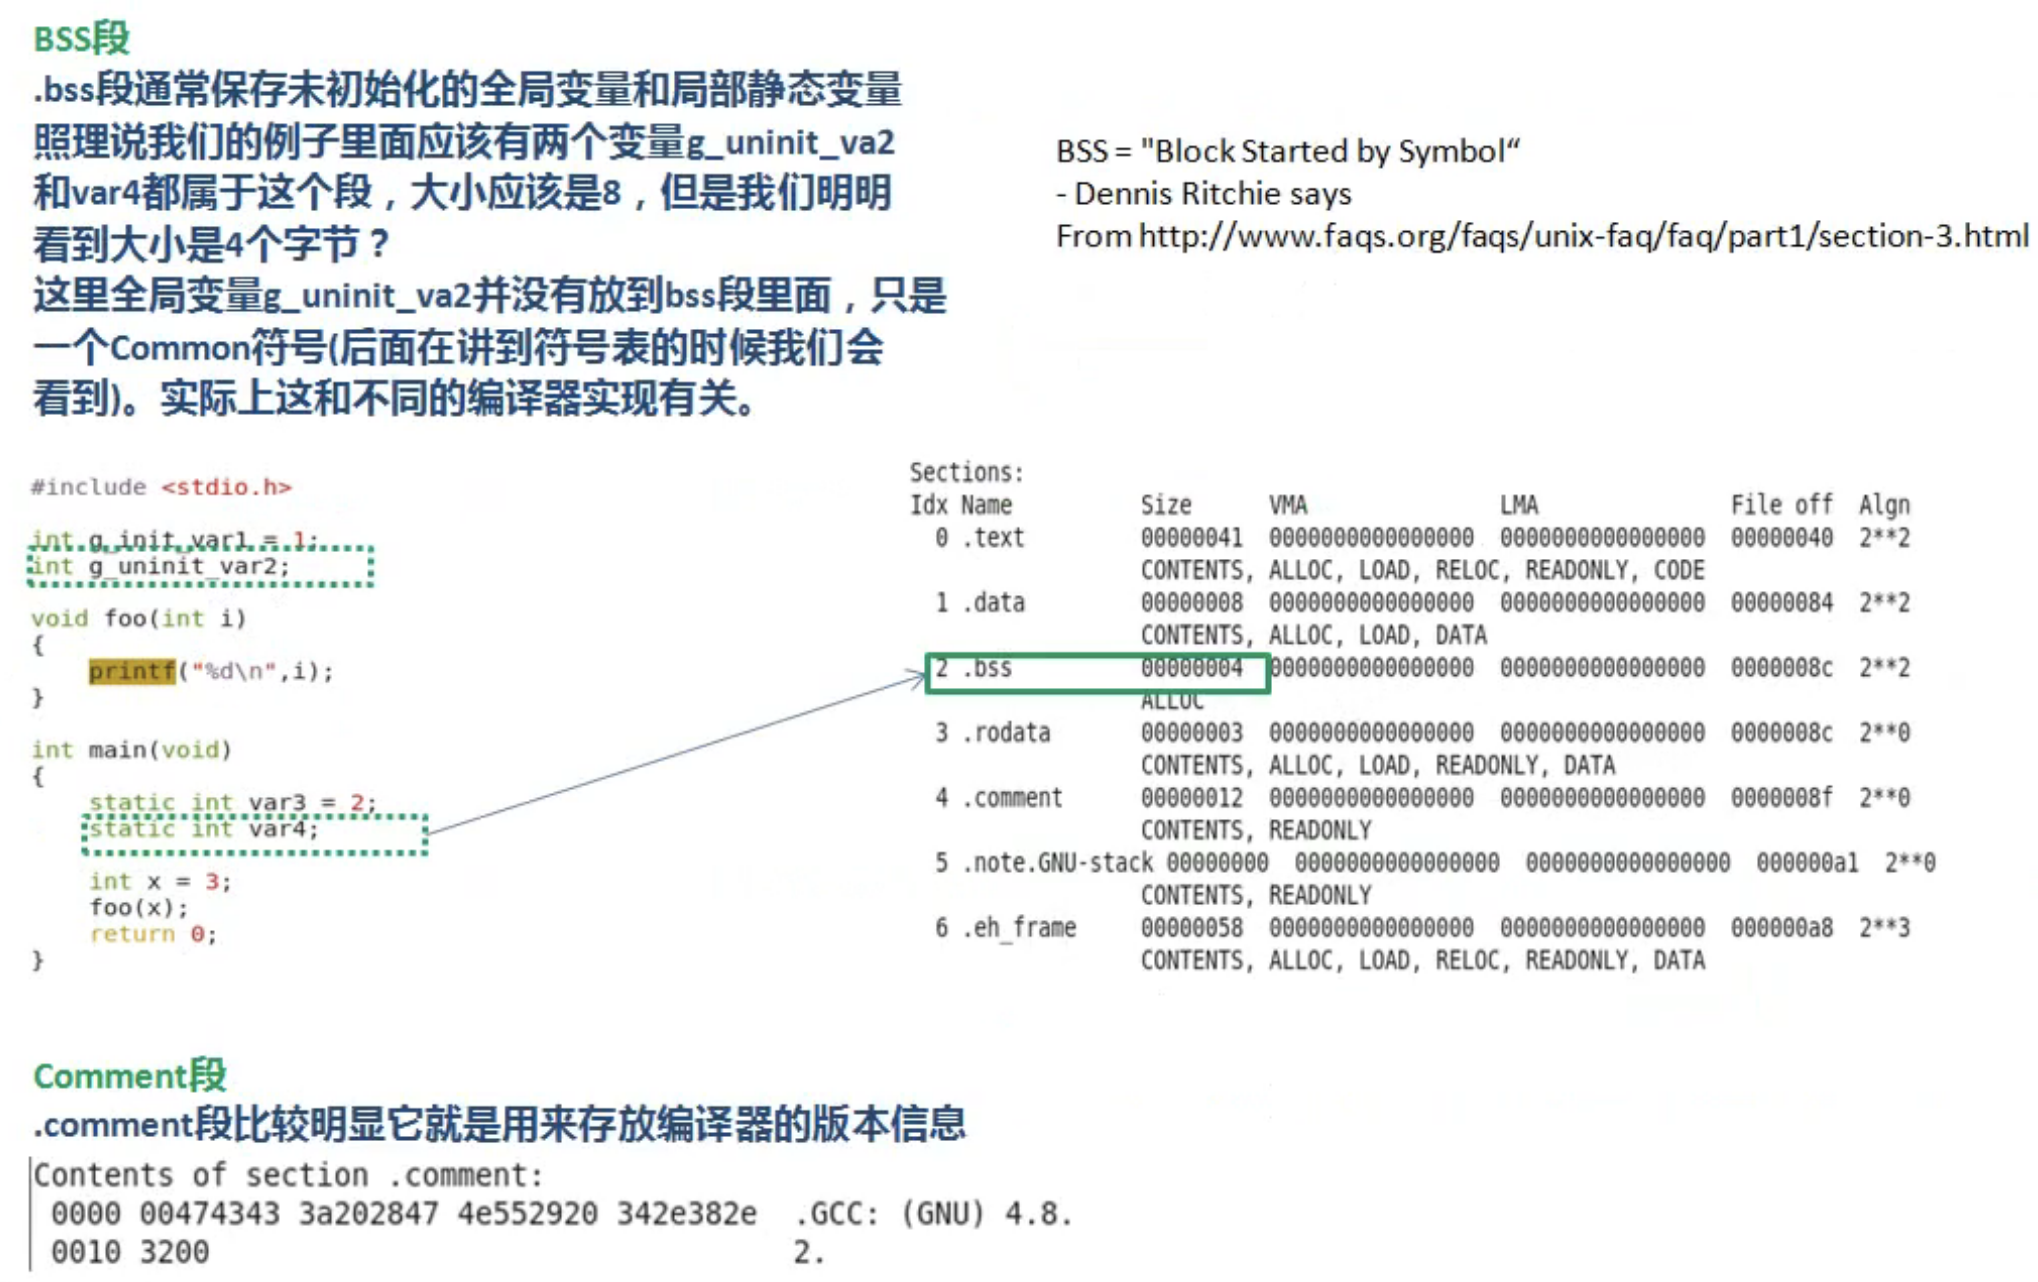 BSS段
.bss段通常保存未初始化的全局变量和局部静态变量
照理说我们的例子里面应该有两个变量g_uninit_va2
和var4都属于这个段，大小应该是8，但是我们明明
看到大小是4个字节？
这里全局变量g_uninit_va2并没有放到bss段里面，只是
一个Common符号(后面在讲到符号表的时候我们会
看到)。实际上这和不同的编译器实现有关。
BSS = "Block Started by Symbol“
- Dennis Ritchie says
From http://www.faqs.org/faqs/unix-faq/faq/part1/section-3.html
#include <stdio.h>
int g_init_var1 = 1;
int g_uninit_var2;
void foo(int i)
{
    printf("%d\n",i);
}
int main(void)
{
    static int var3 = 2;
    static int var4;
    int x = 3;
    foo(x);
    return 0;
}
Sections:
Idx Name          Size      VMA               LMA               File off  Algn
  0 .text         00000041  0000000000000000  0000000000000000  00000040  2**2
                  CONTENTS, ALLOC, LOAD, RELOC, READONLY, CODE
  1 .data         00000008  0000000000000000  0000000000000000  00000084  2**2
                  CONTENTS, ALLOC, LOAD, DATA
  2 .bss          00000004  0000000000000000  0000000000000000  0000008c  2**2
                  ALLOC
  3 .rodata       00000003  0000000000000000  0000000000000000  0000008c  2**0
                  CONTENTS, ALLOC, LOAD, READONLY, DATA
  4 .comment      00000012  0000000000000000  0000000000000000  0000008f  2**0
                  CONTENTS, READONLY
  5 .note.GNU-stack 00000000  0000000000000000  0000000000000000  000000a1  2**0
                  CONTENTS, READONLY
  6 .eh_frame     00000058  0000000000000000  0000000000000000  000000a8  2**3
                  CONTENTS, ALLOC, LOAD, RELOC, READONLY, DATA
Comment段
.comment段比较明显它就是用来存放编译器的版本信息
Contents of section .comment:
 0000 00474343 3a202847 4e552920 342e382e  .GCC: (GNU) 4.8.
 0010 3200                                 2.